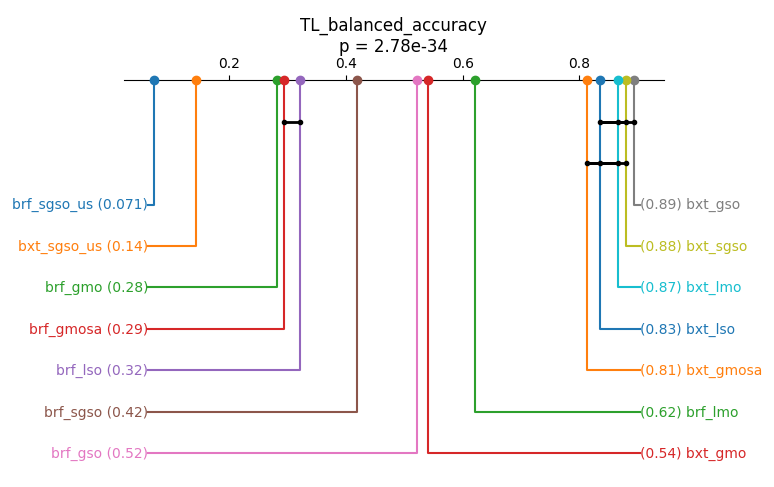 TL_balanced_accuracy
p = 2.78e-34
0.2 0.4 0.6 0.8
brf_sgso_us (0.071) (0.89) bxt_gso
bxt_sgso_us (0.14) (0.88) bxt_sgso
brf_gmo (0.28) (0.87) bxt_lmo
brf_gmosa (0.29) (0.83) bxt_lso
brf_lso (0.32) (0.81) bxt_gmosa
brf_sgso (0.42) (0.62) brf_lmo
brf_gso (0.52) (0.54) bxt_gmo